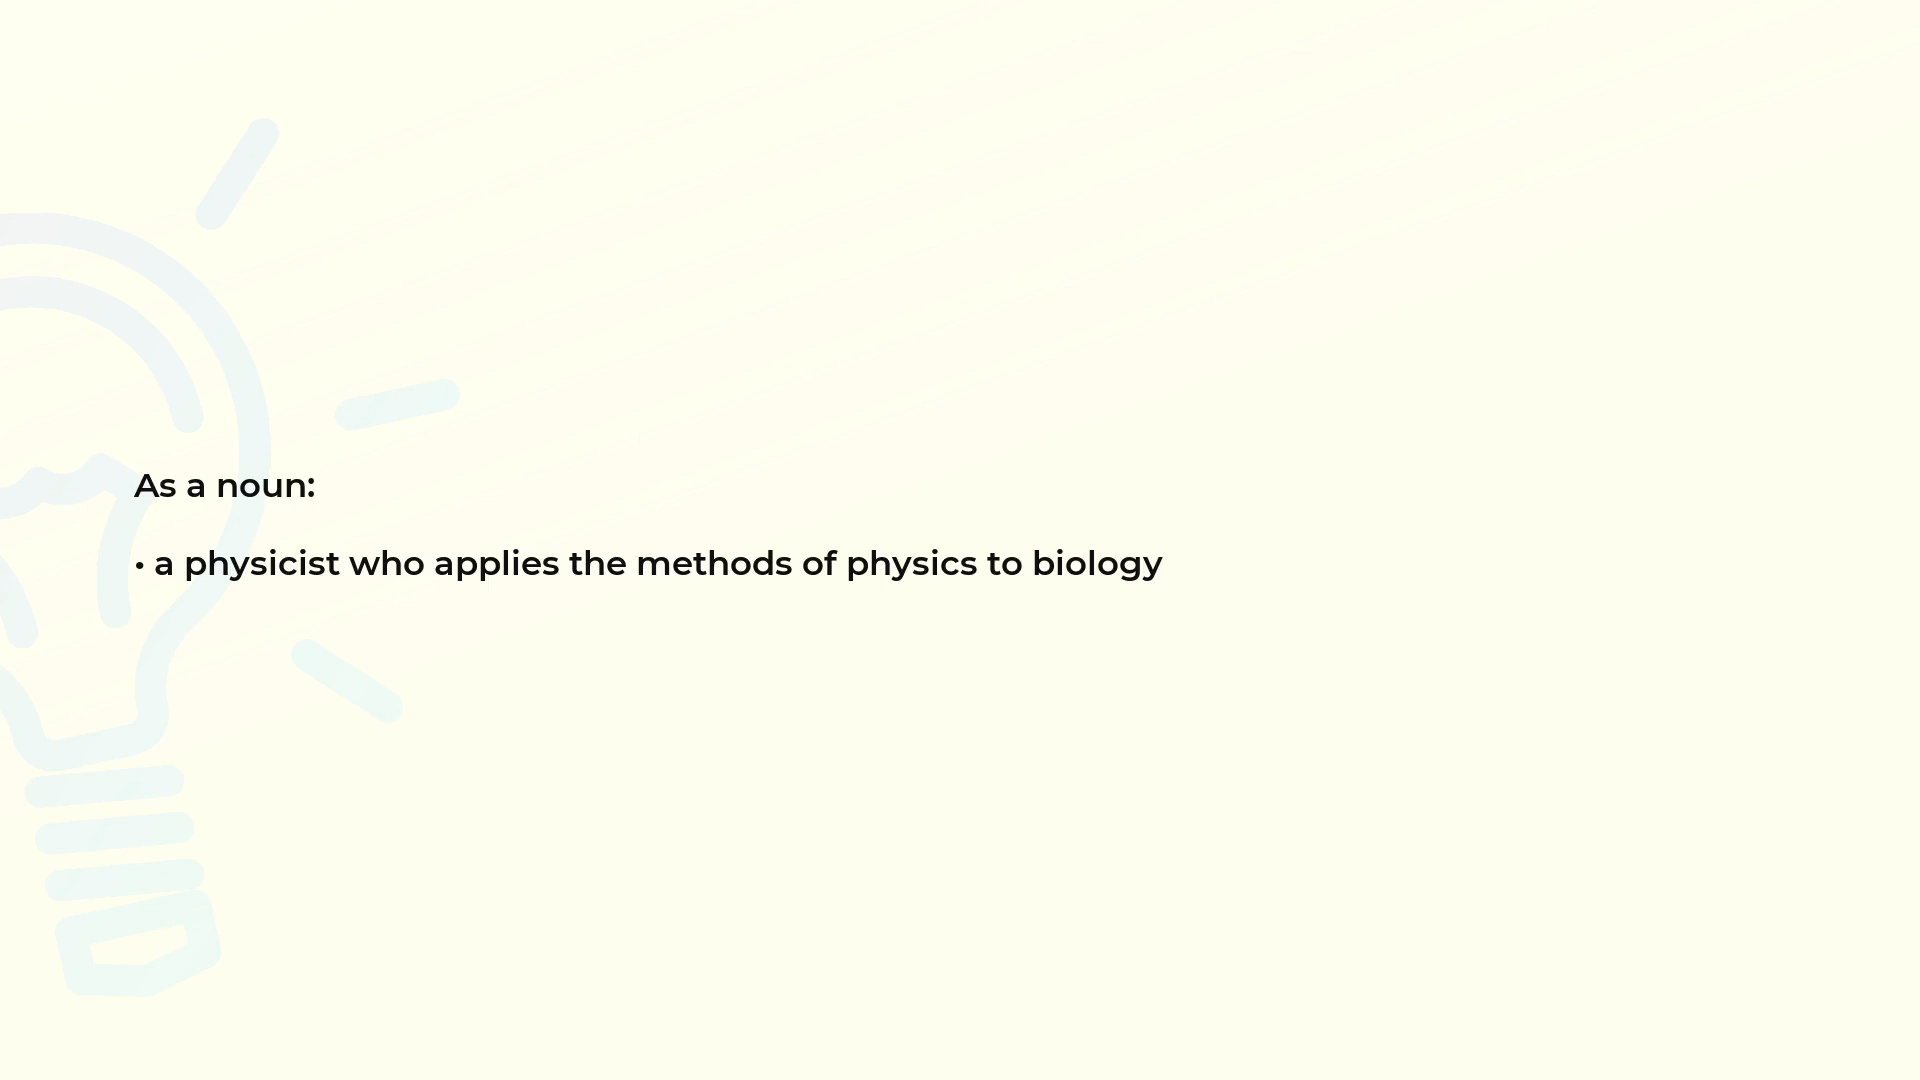 As a noun:
• a physicist who applies the methods of physics to biology